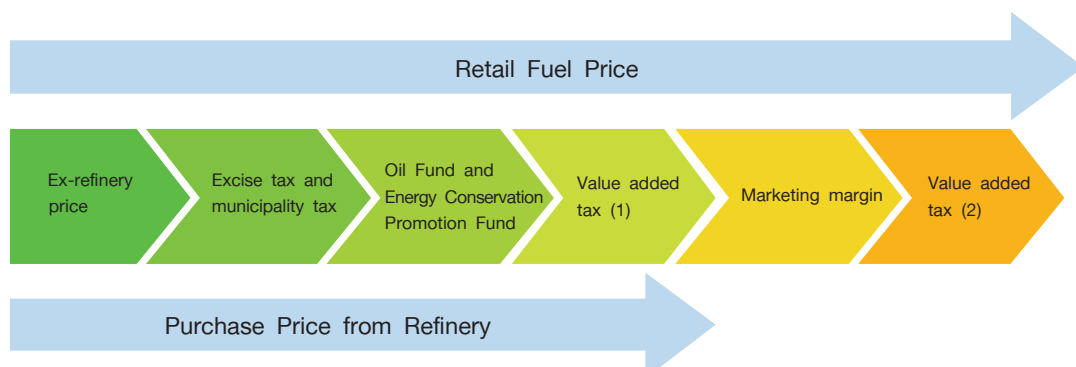 Retail Fuel Price
Ex-refinery
price
Excise tax and
municipality tax
Oil Fund and
Energy Conservation
Promotion Fund
Value added
tax (1)
Marketing margin
Value added
tax (2)
Purchase Price from Refinery